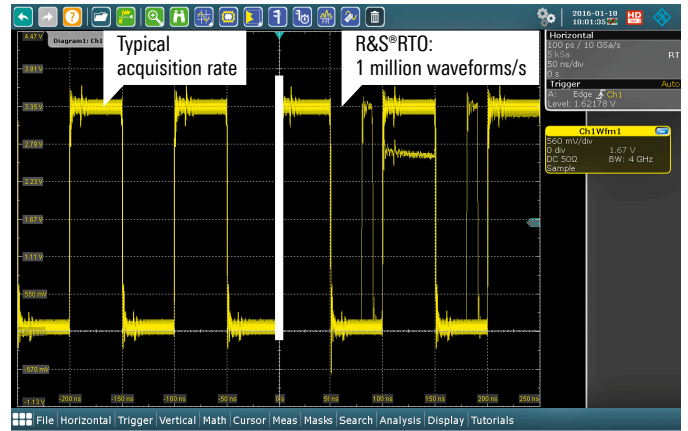 2016-01-18
10:01:35
HD
Horizontal
100 ps / 10 GSa/s
5 kSa
RT
50 ns/div
0 s
Trigger
Auto
A: Edge Ch1
Level: 1.62178 V
Ch1Wfm1
560 mV/div
0 div 1.67 V
DC 50Ω BW: 4 GHz
Sample
Diagram1: Ch1
Typical
acquisition rate
R&S®RTO:
1 million waveforms/s
4.47 V
3.91 V
3.35 V
2.79 V
2.23 V
1.67 V
1.11 V
550 mV
-570 mV
-1.13 V
-200 ns
-150 ns
-100 ns
-50 ns
0 s
50 ns
100 ns
150 ns
200 ns
250 ns
File Horizontal Trigger Vertical Math Cursor Meas Masks Search Analysis Display Tutorials